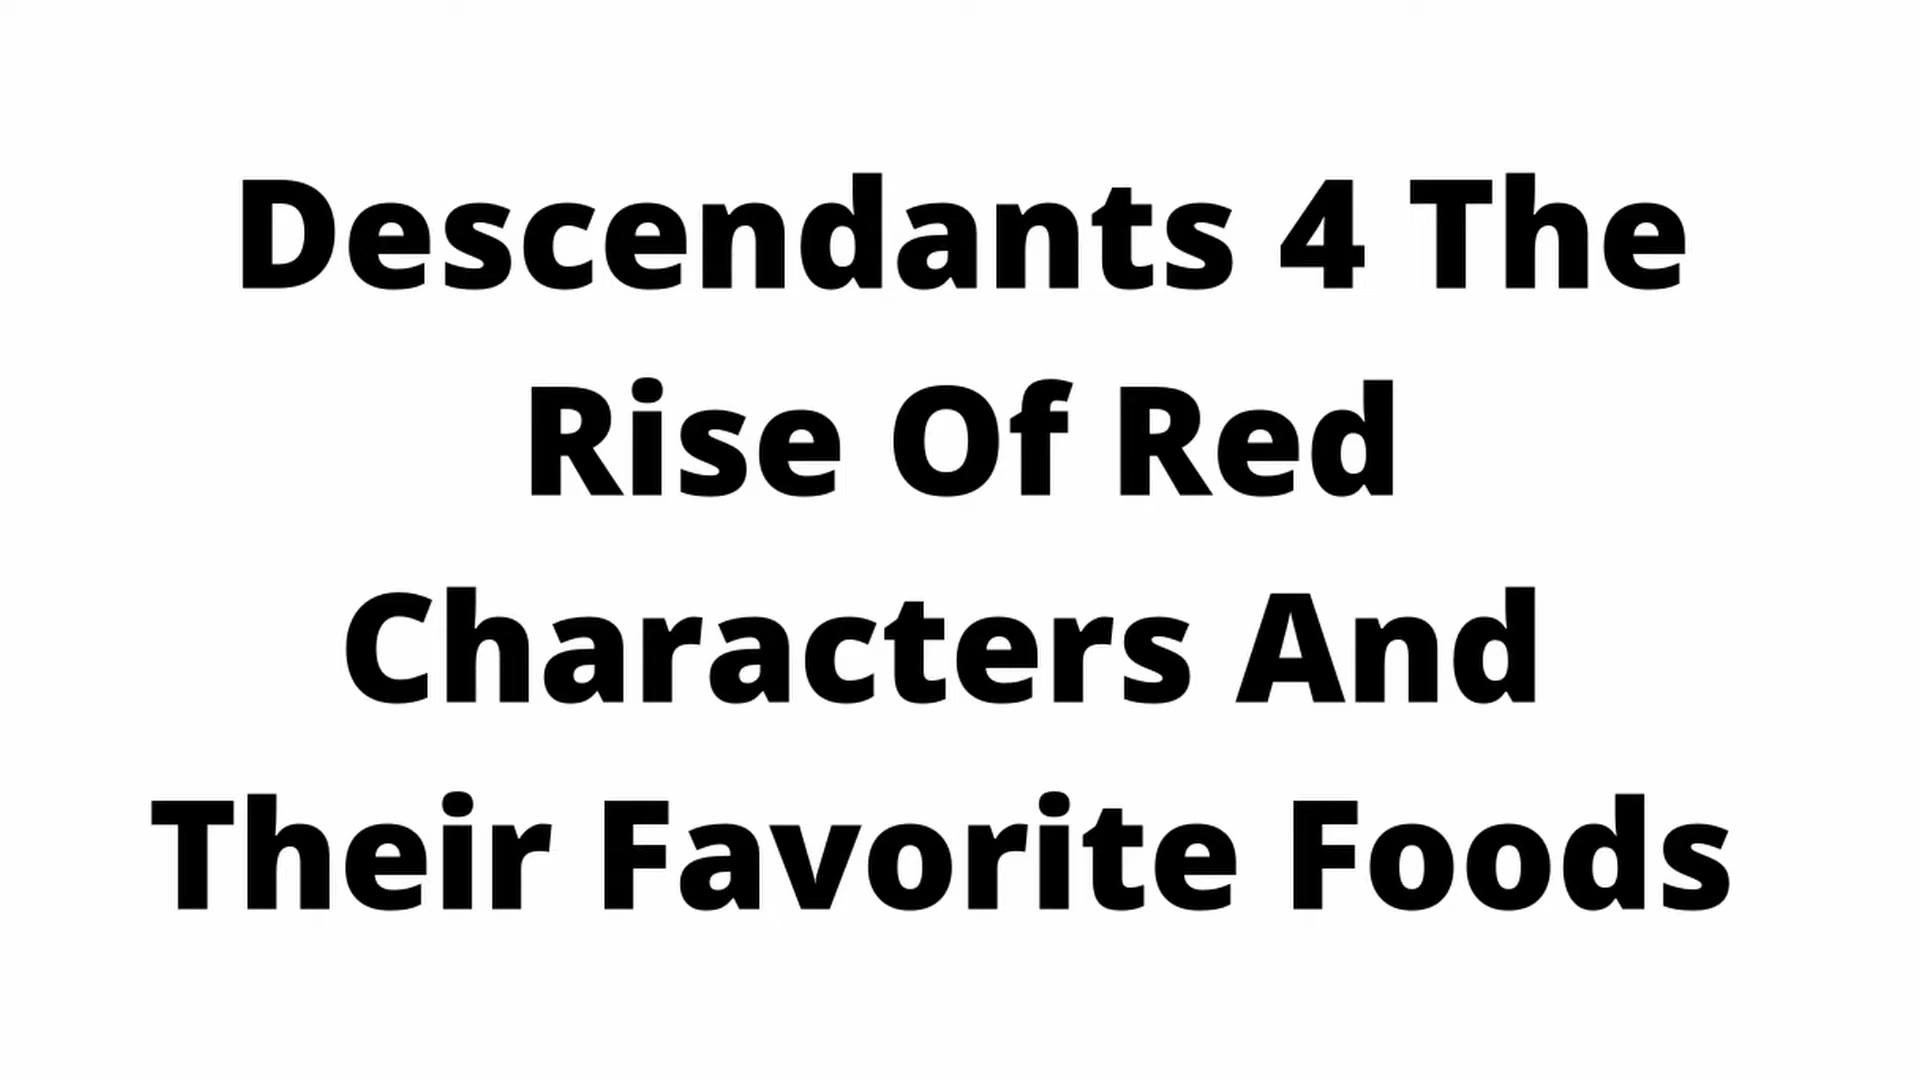 Descendants 4 The
Rise Of Red
Characters And
Their Favorite Foods